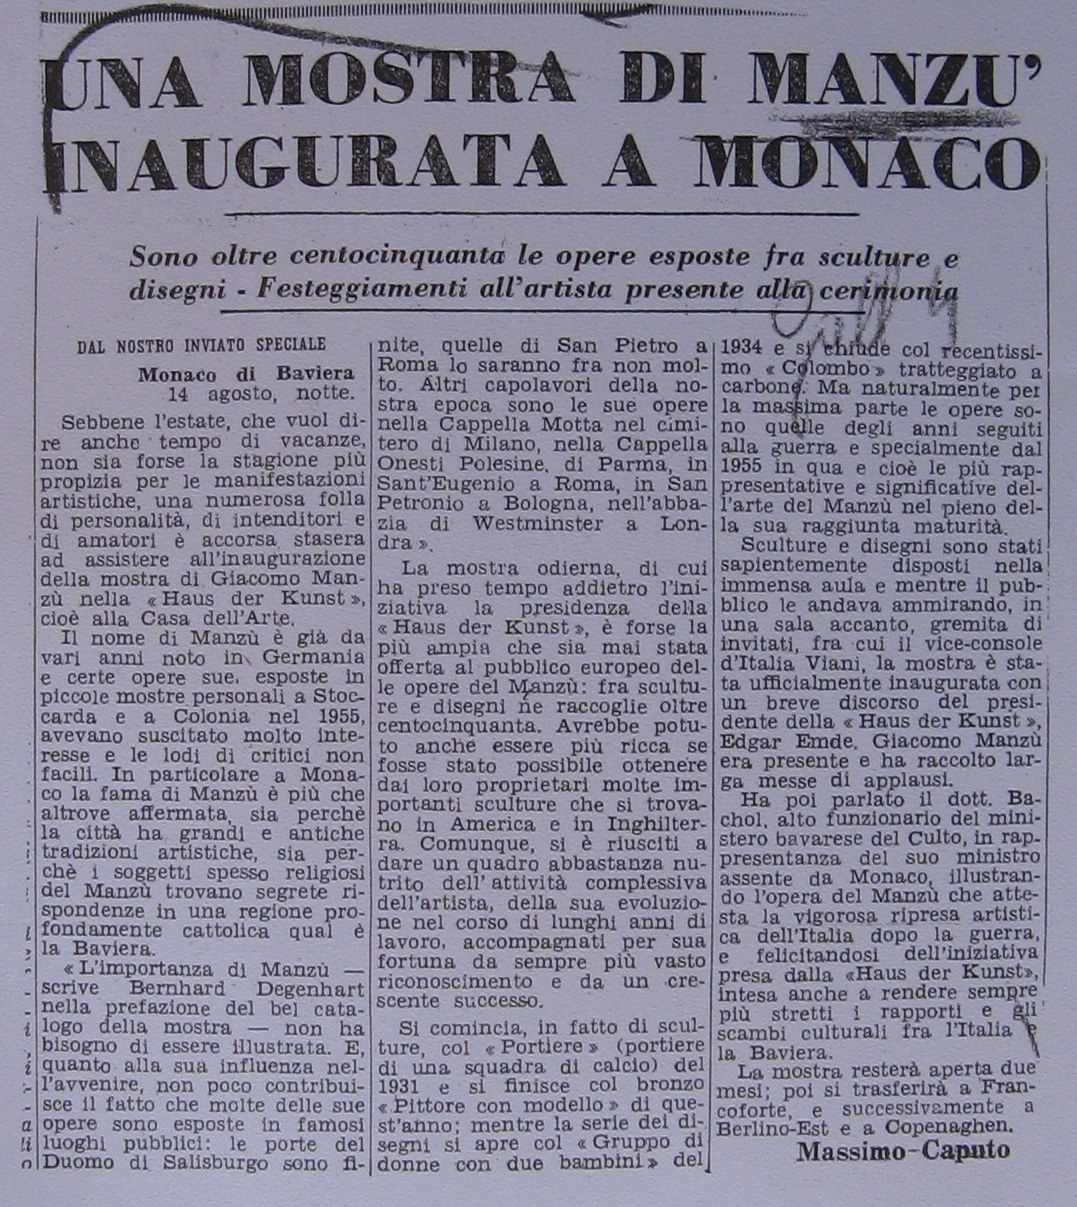 UNA MOSTRA DI MANZU'
INAUGURATA A MONACO
Sono oltre centocinquanta le opere esposte fra sculture e
disegni - Festeggiamenti all'artista presente alla cerimonia
DAL NOSTRO INVIATO SPECIALE
Monaco di Baviera
14 agosto, notte.
Sebbene l'estate, che vuol di-
re anche tempo di vacanze,
non sia forse la stagione più
propizia per le manifestazioni
artistiche, una numerosa folla
di personalità, di intenditori e
di amatori è accorsa stasera
ad assistere all'inaugurazione
della mostra di Giacomo Man-
zù nella « Haus der Kunst »,
cioè alla Casa dell'Arte.
Il nome di Manzù è già da
vari anni noto in Germania
e certe opere sue, esposte in
piccole mostre personali a Stoc-
carda e a Colonia nel 1955,
avevano suscitato molto inte-
resse e le lodi di critici non
facili. In particolare a Mona-
co la fama di Manzù è più che
altrove affermata, sia perchè
la città ha grandi e antiche
tradizioni artistiche, sia per-
chè i soggetti spesso religiosi
del Manzù trovano segrete ri-
spondenze in una regione pro-
fondamente cattolica qual è
la Baviera.
« L'importanza di Manzù —
scrive Bernhard Degenhart
nella prefazione del bel cata-
logo della mostra — non ha
bisogno di essere illustrata. E,
quanto alla sua influenza nel-
l'avvenire, non poco contribui-
sce il fatto che molte delle sue
opere sono esposte in famosi
luoghi pubblici: le porte del
Duomo di Salisburgo sono fi-
nite, quelle di San Pietro a
Roma lo saranno fra non mol-
to. Altri capolavori della no-
stra epoca sono le sue opere
nella Cappella Motta nel cimi-
tero di Milano, nella Cappella
Onesti Polesine, di Parma, in
Sant'Eugenio a Roma, in San
Petronio a Bologna, nell'abba-
zia di Westminster a Lon-
dra ».
La mostra odierna, di cui
ha preso tempo addietro l'ini-
ziativa la presidenza della
« Haus der Kunst », è forse la
più ampia che sia mai stata
offerta al pubblico europeo del-
le opere del Manzù: fra scultu-
re e disegni ne raccoglie oltre
centocinquanta. Avrebbe potu-
to anche essere più ricca se
fosse stato possibile ottenere
dai loro proprietari molte im-
portanti sculture che si trova-
no in America e in Inghilter-
ra. Comunque, si è riusciti a
dare un quadro abbastanza nu-
trito dell'attività complessiva
dell'artista, della sua evoluzio-
ne nel corso di lunghi anni di
lavoro, accompagnati per sua
fortuna da sempre più vasto
riconoscimento e da un cre-
scente successo.
Si comincia, in fatto di scul-
ture, col « Portiere » (portiere
di una squadra di calcio) del
1931 e si finisce col bronzo
« Pittore con modello » di que-
st'anno; mentre la serie dei di-
segni si apre col « Gruppo di
donne con due bambini » del
1934 e si chiude col recentissi-
mo « Colombo » tratteggiato a
carbone. Ma naturalmente per
la massima parte le opere so-
no quelle degli anni seguiti
alla guerra e specialmente dal
1955 in qua e cioè le più rap-
presentative e significative del-
l'arte del Manzù nel pieno del-
la sua raggiunta maturità.
Sculture e disegni sono stati
sapientemente disposti nella
immensa aula e mentre il pub-
blico le andava ammirando, in
una sala accanto, gremita di
invitati, fra cui il vice-console
d'Italia Viani, la mostra è sta-
ta ufficialmente inaugurata con
un breve discorso del presi-
dente della « Haus der Kunst »,
Edgar Emde. Giacomo Manzù
era presente e ha raccolto lar-
ga messe di applausi.
Ha poi parlato il dott. Ba-
chol, alto funzionario del mini-
stero bavarese del Culto, in rap-
presentanza del suo ministro
assente da Monaco, illustran-
do l'opera del Manzù che atte-
sta la vigorosa ripresa artisti-
ca dell'Italia dopo la guerra,
e felicitandosi dell'iniziativa
presa dalla «Haus der Kunst»,
intesa anche a rendere sempre
più stretti i rapporti e gli
scambi culturali fra l'Italia e
la Baviera.
La mostra resterà aperta due
mesi; poi si trasferirà a Fran-
coforte, e successivamente a
Berlino-Est e a Copenaghen.
Massimo Caputo